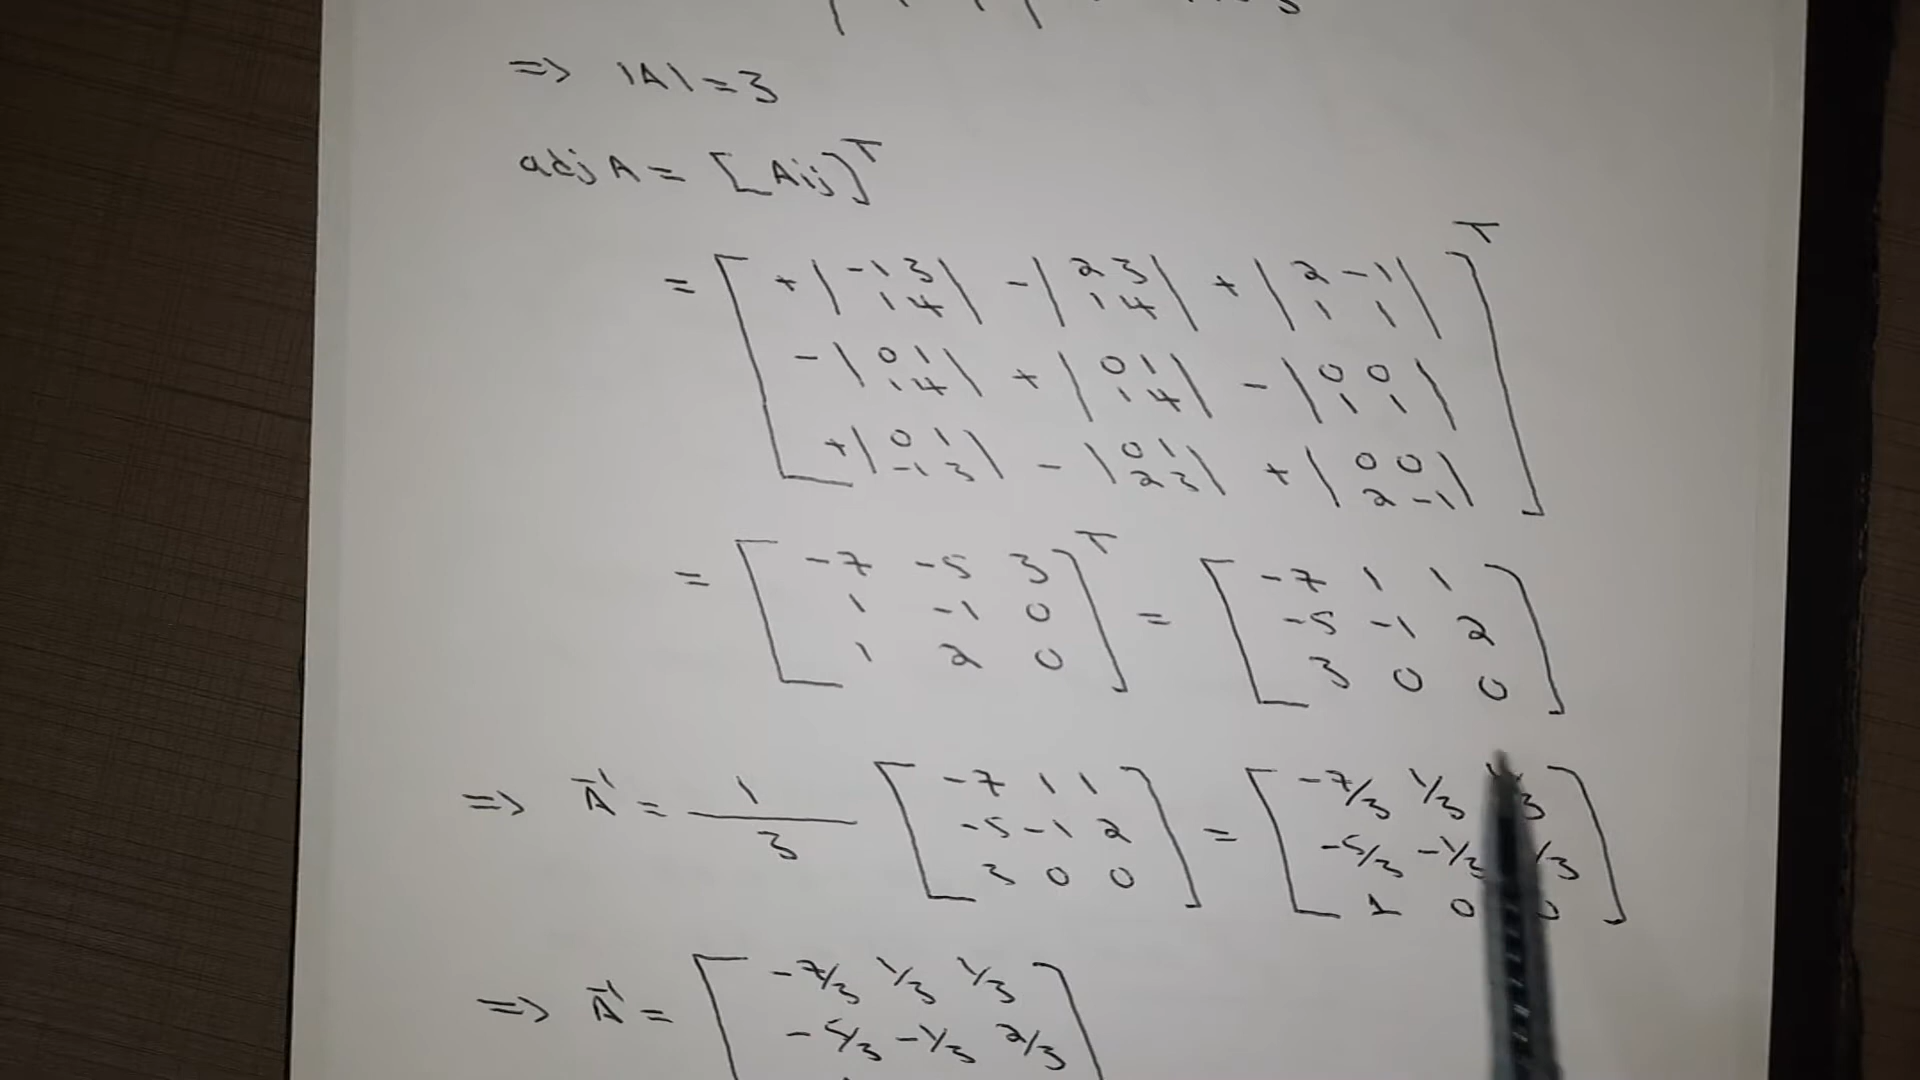 => |A| = 3
adj A = [Aij]ᵀ
= [ +|-1 3; 1 4| -|2 3; 1 4| +|2 -1; 1 1|
-|0 1; 1 4| +|0 1; 1 4| -|0 0; 1 1|
+|0 1; -1 3| -|0 1; 2 3| +|0 0; 2 -1| ]ᵀ
= [ -7 -5 3; 1 -1 0; 1 2 0 ]ᵀ = [ -7 1 1; -5 -1 2; 3 0 0 ]
=> A⁻¹ = 1/3 [ -7 1 1; -5 -1 2; 3 0 0 ] = [ -7/3 1/3 /3; -5/3 -1/3 /3; 1 0 ]
=> A⁻¹ = [ -7/3 1/3 1/3
-5/3 -1/3 2/3